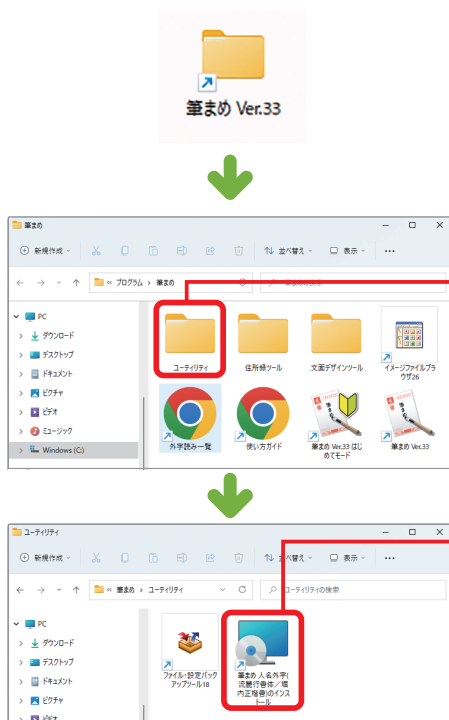 筆まめ Ver.33
筆まめ
新規作成
並べ替え
表示
« プログラム › 筆まめ
筆まめの検索
PC
ダウンロード
デスクトップ
ドキュメント
ピクチャ
ビデオ
ミュージック
Windows (C:)
ユーティリティ
住所録ツール
文面デザインツール
イメージファイルブラ
ウザ26
外字読み一覧
使い方ガイド
筆まめ Ver.33 はじ
めてモード
筆まめ Ver.33
ユーティリティ
新規作成
並べ替え
表示
« 筆まめ › ユーティリティ
ユーティリティの検索
PC
ダウンロード
デスクトップ
ドキュメント
ピクチャ
ビデオ
ファイル・設定バック
アップツール18
筆まめ 人名外字(
流麗行書体／堀
内正楷書)のインス
トール